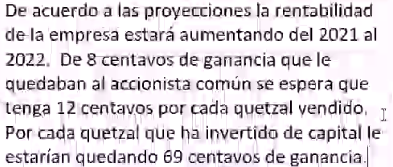 De acuerdo a las proyecciones la rentabilidad
de la empresa estará aumentando del 2021 al
2022. De 8 centavos de ganancia que le
quedaban al accionista común se espera que
tenga 12 centavos por cada quetzal vendido.
Por cada quetzal que ha invertido de capital le
estarían quedando 69 centavos de ganancia.